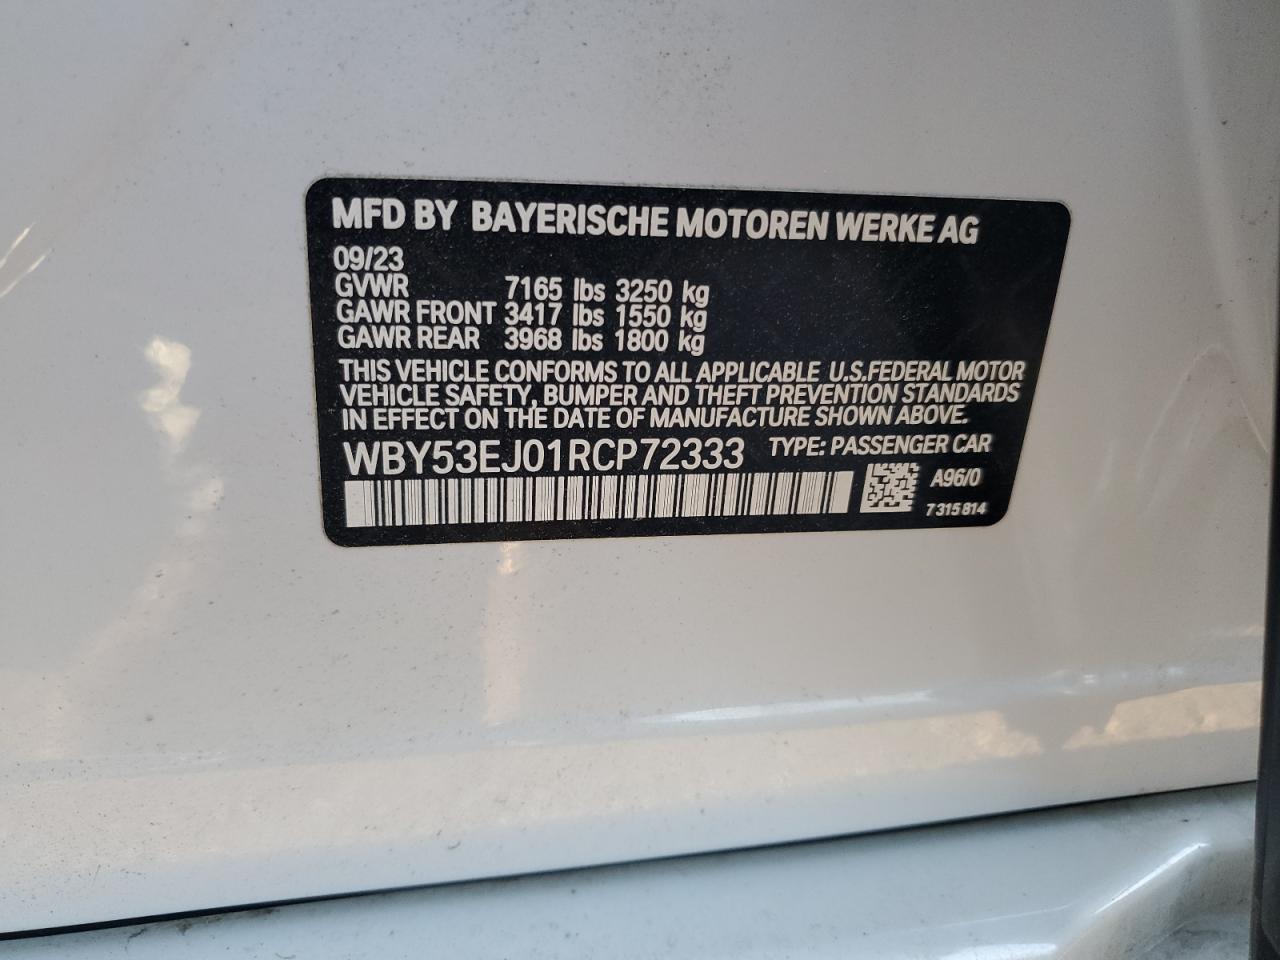 MFD BY BAYERISCHE MOTOREN WERKE AG
09/23
GVWR 7165 lbs 3250 kg
GAWR FRONT 3417 lbs 1550 kg
GAWR REAR 3968 lbs 1800 kg
THIS VEHICLE CONFORMS TO ALL APPLICABLE U.S.FEDERAL MOTOR
VEHICLE SAFETY, BUMPER AND THEFT PREVENTION STANDARDS
IN EFFECT ON THE DATE OF MANUFACTURE SHOWN ABOVE.
WBY53EJ01RCP72333 TYPE: PASSENGER CAR
A96/0
7 315 814